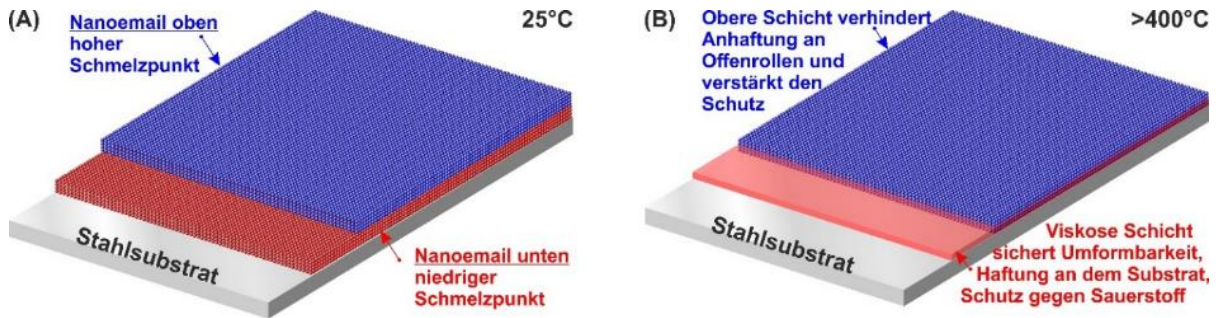 (A)
25°C
Nanoemail oben
hoher
Schmelzpunkt
Stahlsubstrat
Nanoemail unten
niedriger
Schmelzpunkt
(B)
>400°C
Obere Schicht verhindert
Anhaftung an
Offenrollen und
verstärkt den
Schutz
Stahlsubstrat
Viskose Schicht
sichert Umformbarkeit,
Haftung an dem Substrat,
Schutz gegen Sauerstoff